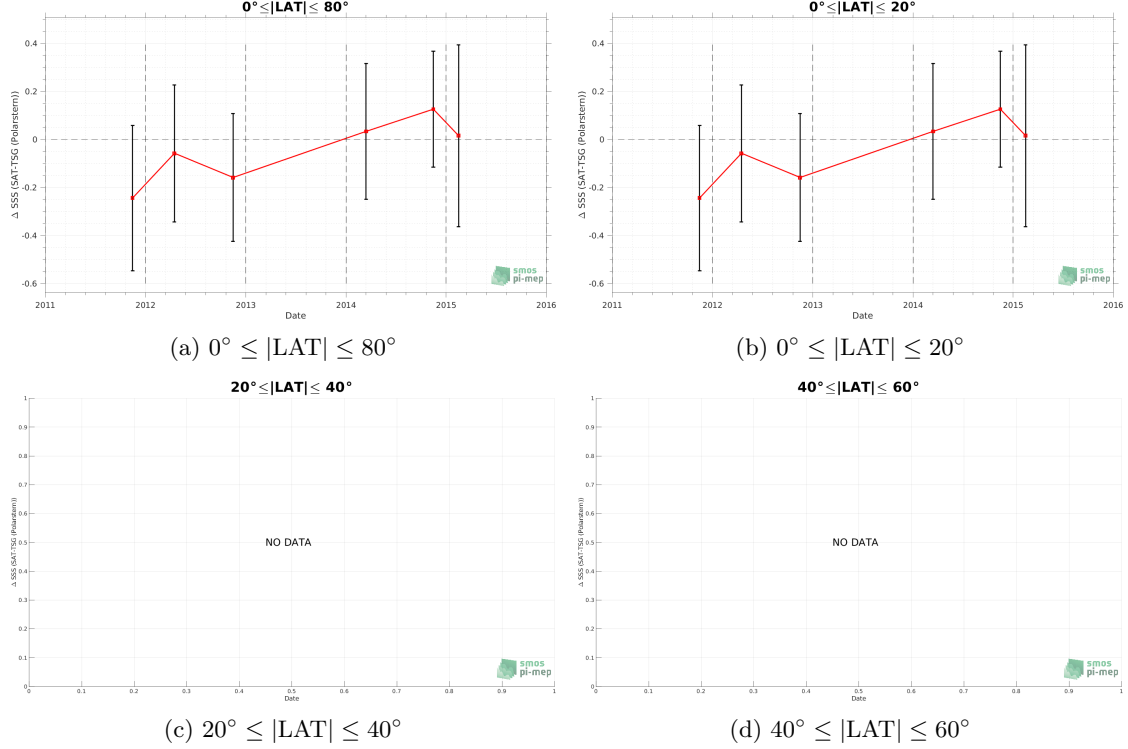 0°≤|LAT|≤ 80°
Δ SSS (SAT-TSG (Polarstern))
0.4
0.2
0
-0.2
-0.4
-0.6
2011 2012 2013 2014 2015 2016
Date
smos
pi-mep
(a) 0° ≤ |LAT| ≤ 80°
0°≤|LAT|≤ 20°
Δ SSS (SAT-TSG (Polarstern))
0.4
0.2
0
-0.2
-0.4
-0.6
2011 2012 2013 2014 2015 2016
Date
smos
pi-mep
(b) 0° ≤ |LAT| ≤ 20°
20°≤|LAT|≤ 40°
Δ SSS (SAT-TSG (Polarstern))
1
0.9
0.8
0.7
0.6
0.5
0.4
0.3
0.2
0.1
0
NO DATA
0 0.1 0.2 0.3 0.4 0.5 0.6 0.7 0.8 0.9 1
Date
smos
pi-mep
(c) 20° ≤ |LAT| ≤ 40°
40°≤|LAT|≤ 60°
Δ SSS (SAT-TSG (Polarstern))
1
0.9
0.8
0.7
0.6
0.5
0.4
0.3
0.2
0.1
0
NO DATA
0 0.1 0.2 0.3 0.4 0.5 0.6 0.7 0.8 0.9 1
Date
smos
pi-mep
(d) 40° ≤ |LAT| ≤ 60°